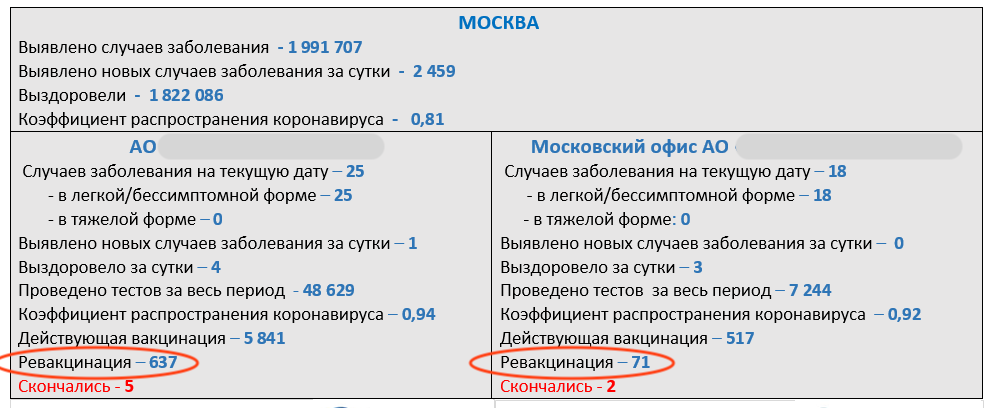 МОСКВА
Выявлено случаев заболевания - 1 991 707
Выявлено новых случаев заболевания за сутки - 2 459
Выздоровели - 1 822 086
Коэффициент распространения коронавируса - 0,81
АО
Случаев заболевания на текущую дату – 25
- в легкой/бессимптомной форме – 25
- в тяжелой форме – 0
Выявлено новых случаев заболевания за сутки – 1
Выздоровело за сутки – 4
Проведено тестов за весь период - 48 629
Коэффициент распространения коронавируса – 0,94
Действующая вакцинация – 5 841
Ревакцинация – 637
Скончались - 5
Московский офис АО
Случаев заболевания на текущую дату – 18
- в легкой/бессимптомной форме – 18
- в тяжелой форме: 0
Выявлено новых случаев заболевания за сутки – 0
Выздоровело за сутки – 3
Проведено тестов за весь период – 7 244
Коэффициент распространения коронавируса – 0,92
Действующая вакцинация – 517
Ревакцинация – 71
Скончались - 2